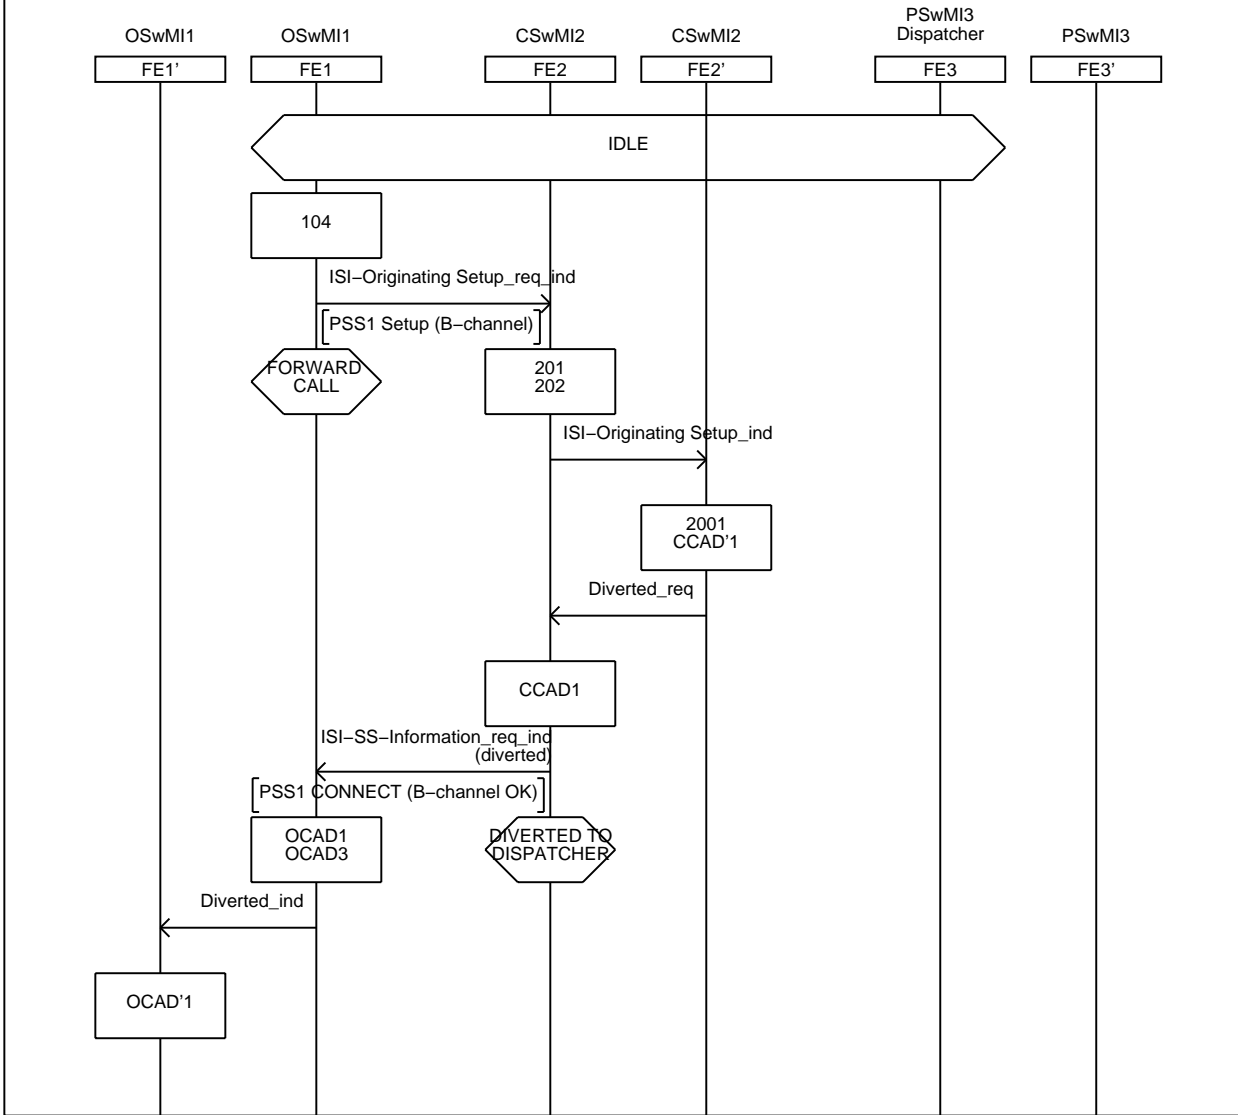 PSwMI3
OSwMI1 OSwMI1 CSwMI2 CSwMI2 Dispatcher PSwMI3
FE1’ FE1 FE2 FE2’ FE3 FE3’
IDLE
104
ISI−Originating Setup_req_ind
PSS1 Setup (B−channel)
FORWARD
CALL
201
202
ISI−Originating Setup_ind
2001
CCAD’1
Diverted_req
CCAD1
ISI−SS−Information_req_ind
(diverted)
PSS1 CONNECT (B−channel OK)
OCAD1
OCAD3
DIVERTED TO
DISPATCHER
Diverted_ind
OCAD’1